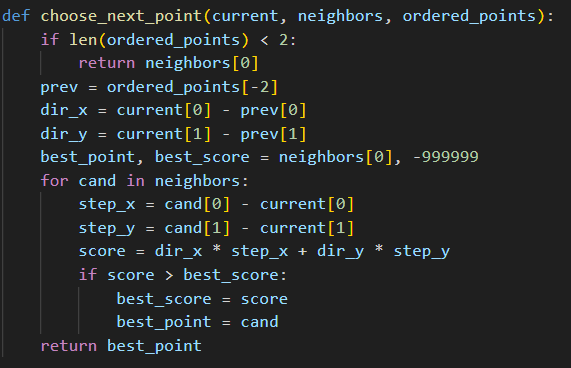 def choose_next_point(current, neighbors, ordered_points):
    if len(ordered_points) < 2:
        return neighbors[0]
    prev = ordered_points[-2]
    dir_x = current[0] - prev[0]
    dir_y = current[1] - prev[1]
    best_point, best_score = neighbors[0], -999999
    for cand in neighbors:
        step_x = cand[0] - current[0]
        step_y = cand[1] - current[1]
        score = dir_x * step_x + dir_y * step_y
        if score > best_score:
            best_score = score
            best_point = cand
    return best_point